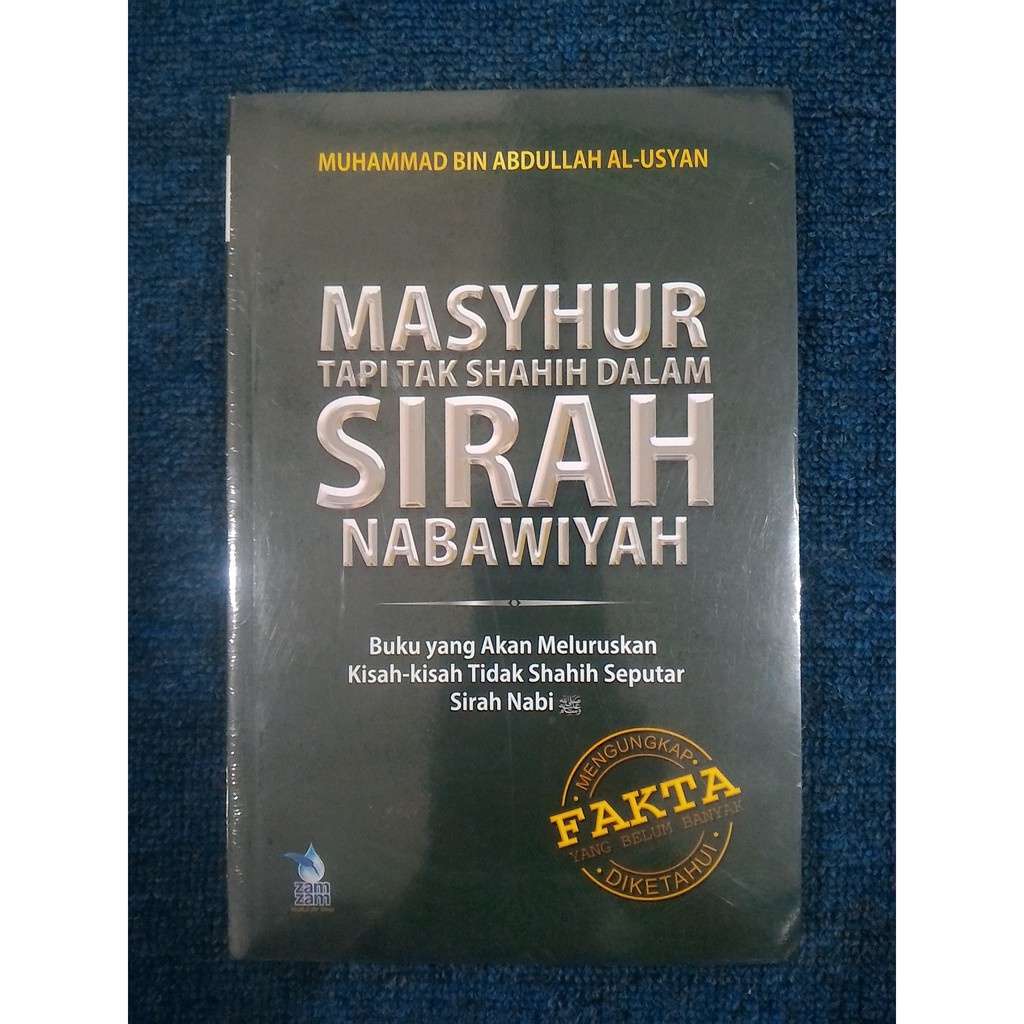 MUHAMMAD BIN ABDULLAH AL-USYAN
MASYHUR
TAPI TAK SHAHIH DALAM
SIRAH
NABAWIYAH
Buku yang Akan Meluruskan
Kisah-kisah Tidak Shahih Seputar
Sirah Nabi ﷺ
MENGUNGKAP
FAKTA
YANG BELUM BANYAK
DIKETAHUI
zam
zam